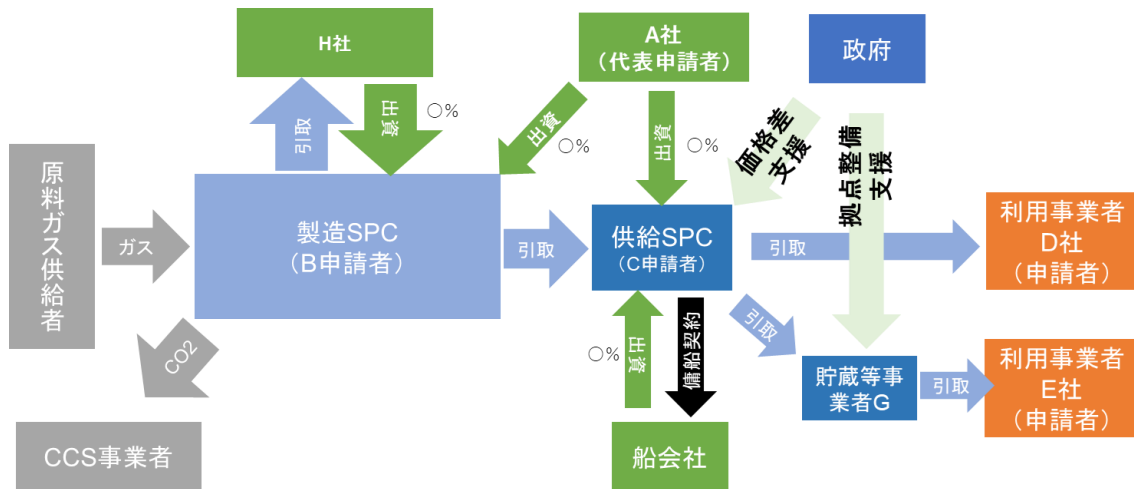 H社
A社
（代表申請者）
政府
引取
出資
○%
出資
○%
出資
○%
価格差
支援
拠点整備
支援
原料ガス供給者
ガス
製造SPC
（B申請者）
引取
供給SPC
（C申請者）
引取
利用事業者
D社
（申請者）
CO2
○%
出資
傭船契約
引取
貯蔵等事
業者G
引取
利用事業者
E社
（申請者）
CCS事業者
船会社